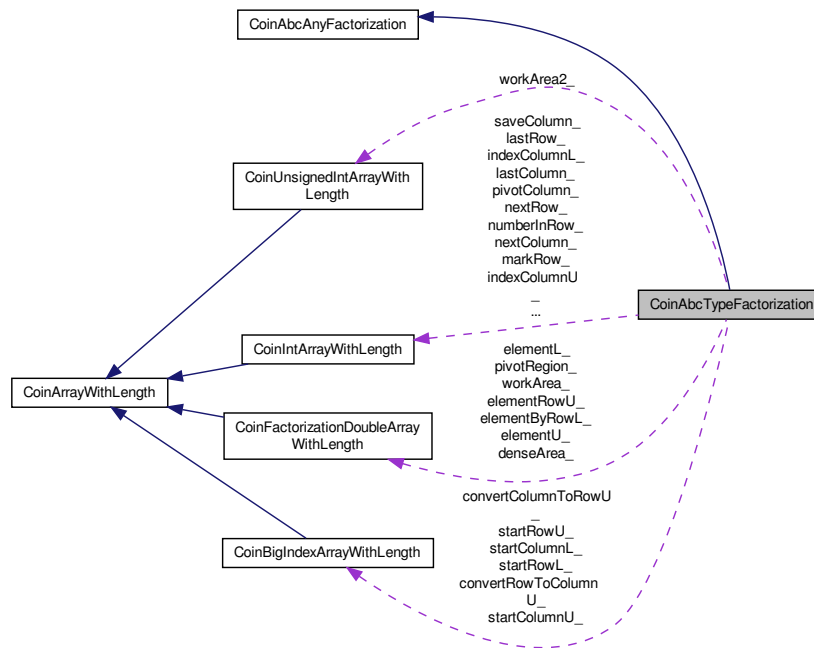 CoinAbcAnyFactorization
workArea2_
saveColumn_
lastRow_
indexColumnL_
lastColumn_
pivotColumn_
nextRow_
numberInRow_
nextColumn_
markRow_
indexColumnU
_
...
CoinUnsignedIntArrayWith
Length
CoinAbcTypeFactorization
CoinIntArrayWithLength
CoinArrayWithLength
elementL_
pivotRegion_
workArea_
elementRowU_
elementByRowL_
elementU_
denseArea_
CoinFactorizationDoubleArray
WithLength
convertColumnToRowU
_
startRowU_
startColumnL_
startRowL_
convertRowToColumn
U_
startColumnU_
CoinBigIndexArrayWithLength